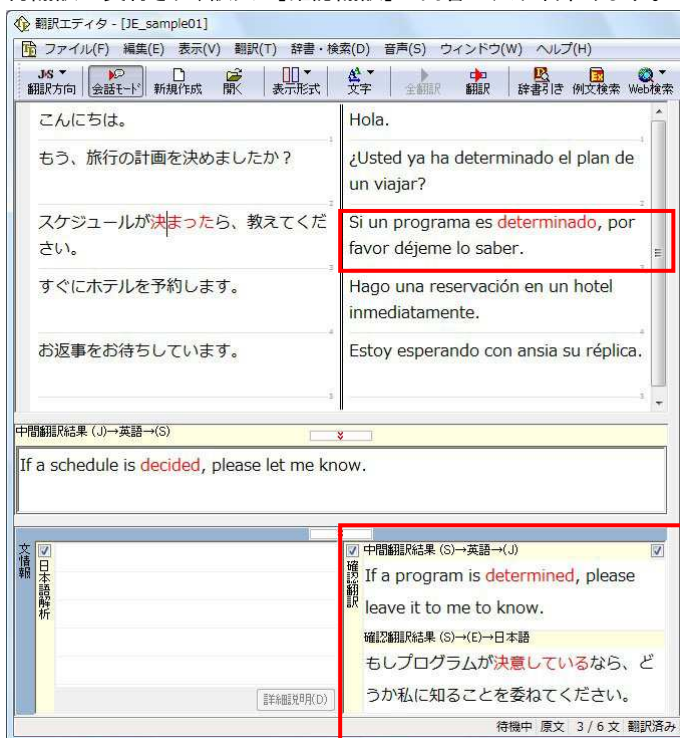 翻訳エディタ - [JE_sample01]
ファイル(F) 編集(E) 表示(V) 翻訳(T) 辞書・検索(D) 音声(S) ウィンドウ(W) ヘルプ(H)
J-S
翻訳方向 会話モード 新規作成 開く 表示形式 文字 全翻訳 翻訳 辞書引き 例文検索 Web検索
こんにちは。
Hola.
1
1
もう、旅行の計画を決めましたか？
¿Usted ya ha determinado el plan de
un viajar?
2
2
スケジュールが決まったら、教えてくだ
さい。
Si un programa es determinado, por
favor déjeme lo saber.
3
3
すぐにホテルを予約します。
Hago una reservación en un hotel
inmediatamente.
4
4
お返事をお待ちしています。
Estoy esperando con ansia su réplica.
5
5
中間翻訳結果 (J)→英語→(S)
If a schedule is decided, please let me know.
文情報
日本語解析
詳細説明(D)
確認翻訳
中間翻訳結果 (S)→英語→(J)
If a program is determined, please
leave it to me to know.
確認翻訳結果 (S)→(E)→日本語
もしプログラムが決意しているなら、ど
うか私に知ることを委ねてください。
待機中 原文 3 / 6 文 翻訳済み